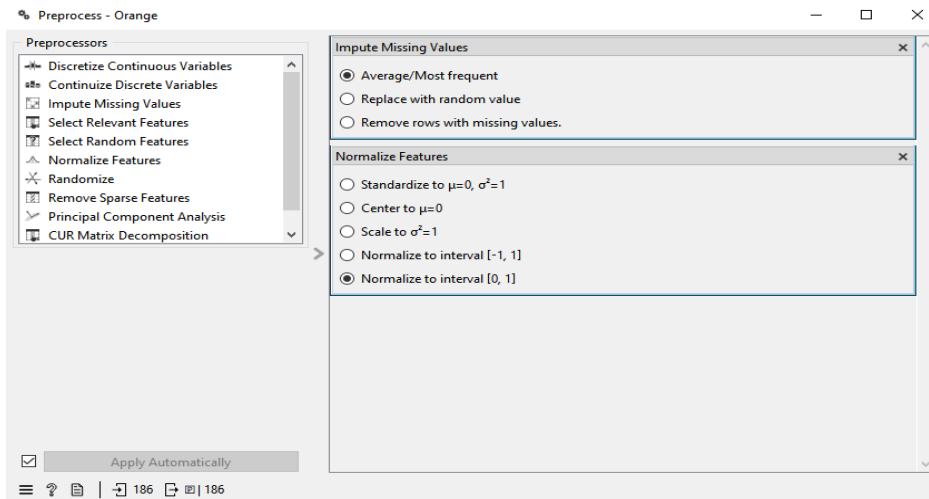 Preprocess - Orange
Preprocessors
Discretize Continuous Variables
Continuize Discrete Variables
Impute Missing Values
Select Relevant Features
Select Random Features
Normalize Features
Randomize
Remove Sparse Features
Principal Component Analysis
CUR Matrix Decomposition
Impute Missing Values
Average/Most frequent
Replace with random value
Remove rows with missing values.
Normalize Features
Standardize to μ=0, σ²=1
Center to μ=0
Scale to σ²=1
Normalize to interval [-1, 1]
Normalize to interval [0, 1]
Apply Automatically
186 P | 186